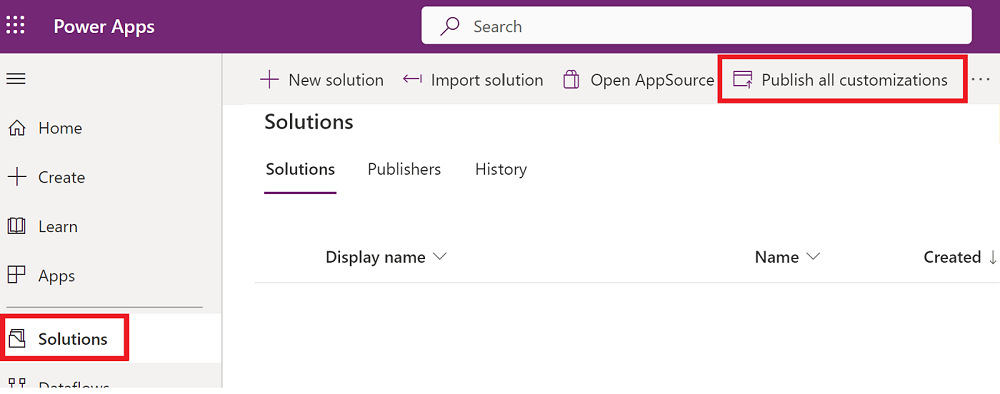 Power Apps
Search
New solution Import solution Open AppSource Publish all customizations
Solutions
Solutions Publishers History
Display name Name Created
Home
Create
Learn
Apps
Solutions
Dataflows